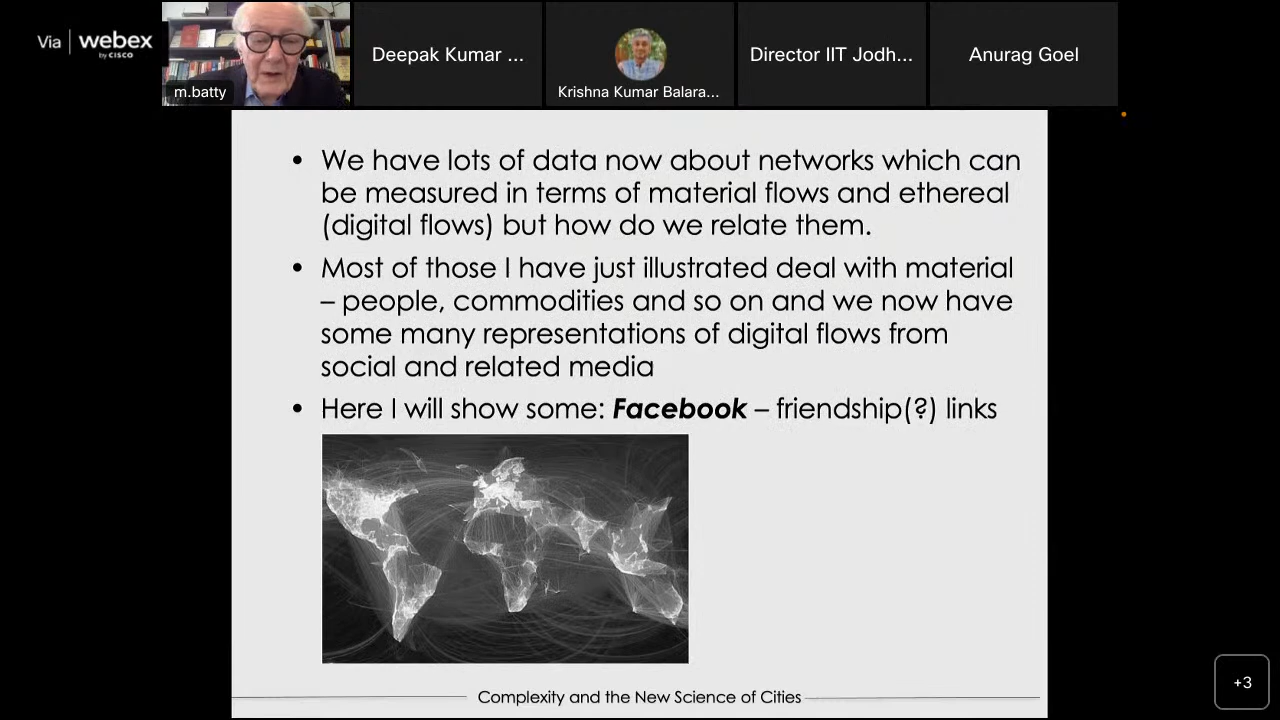 Via webex
by CISCO
m.batty
Deepak Kumar ...
Krishna Kumar Balara...
Director IIT Jodh...
Anurag Goel
• We have lots of data now about networks which can
be measured in terms of material flows and ethereal
(digital flows) but how do we relate them.
• Most of those I have just illustrated deal with material
– people, commodities and so on and we now have
some many representations of digital flows from
social and related media
• Here I will show some: Facebook – friendship(?) links
Complexity and the New Science of Cities
+3